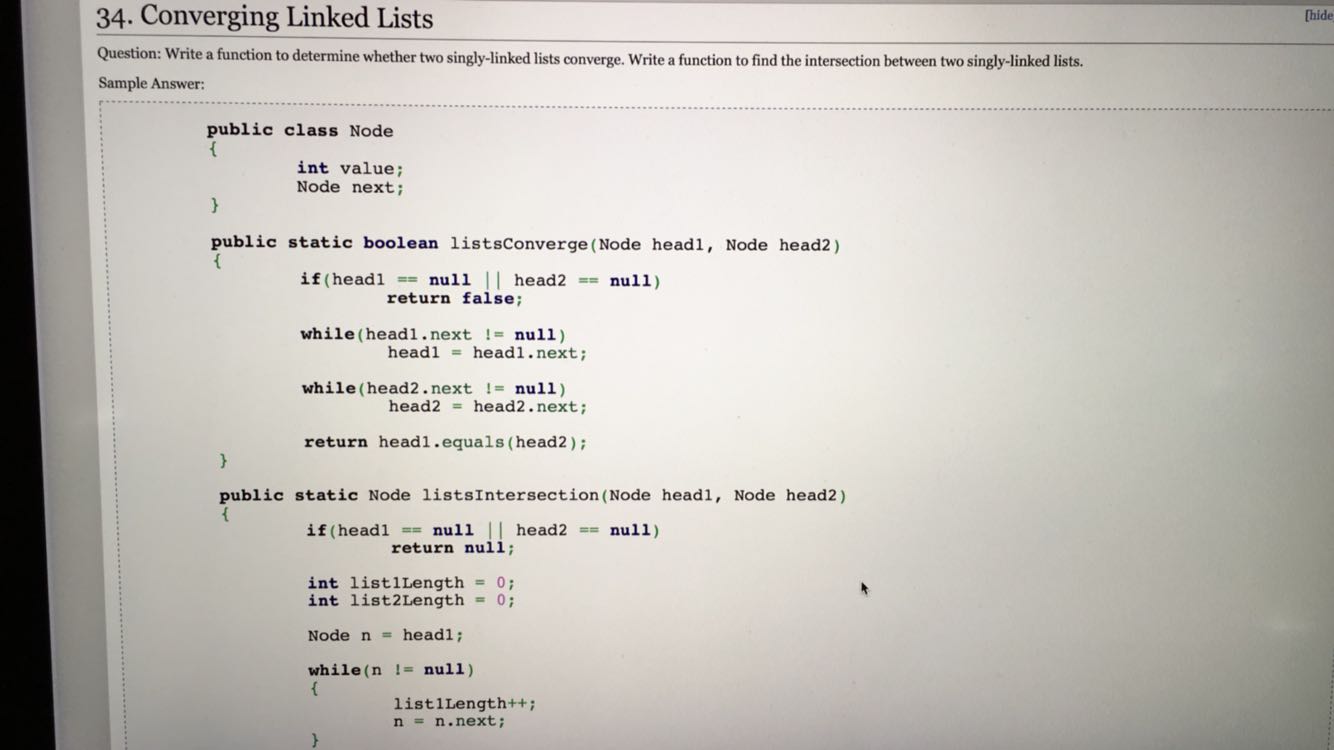 34. Converging Linked Lists
[hide
Question: Write a function to determine whether two singly-linked lists converge. Write a function to find the intersection between two singly-linked lists.
Sample Answer:
public class Node
{
int value;
Node next;
}
public static boolean listsConverge(Node head1, Node head2)
{
if(head1 == null || head2 == null)
return false;
while(head1.next != null)
head1 = head1.next;
while(head2.next != null)
head2 = head2.next;
return head1.equals(head2);
}
public static Node listsIntersection(Node head1, Node head2)
{
if(head1 == null || head2 == null)
return null;
int list1Length = 0;
int list2Length = 0;
Node n = head1;
while(n != null)
{
list1Length++;
n = n.next;
}